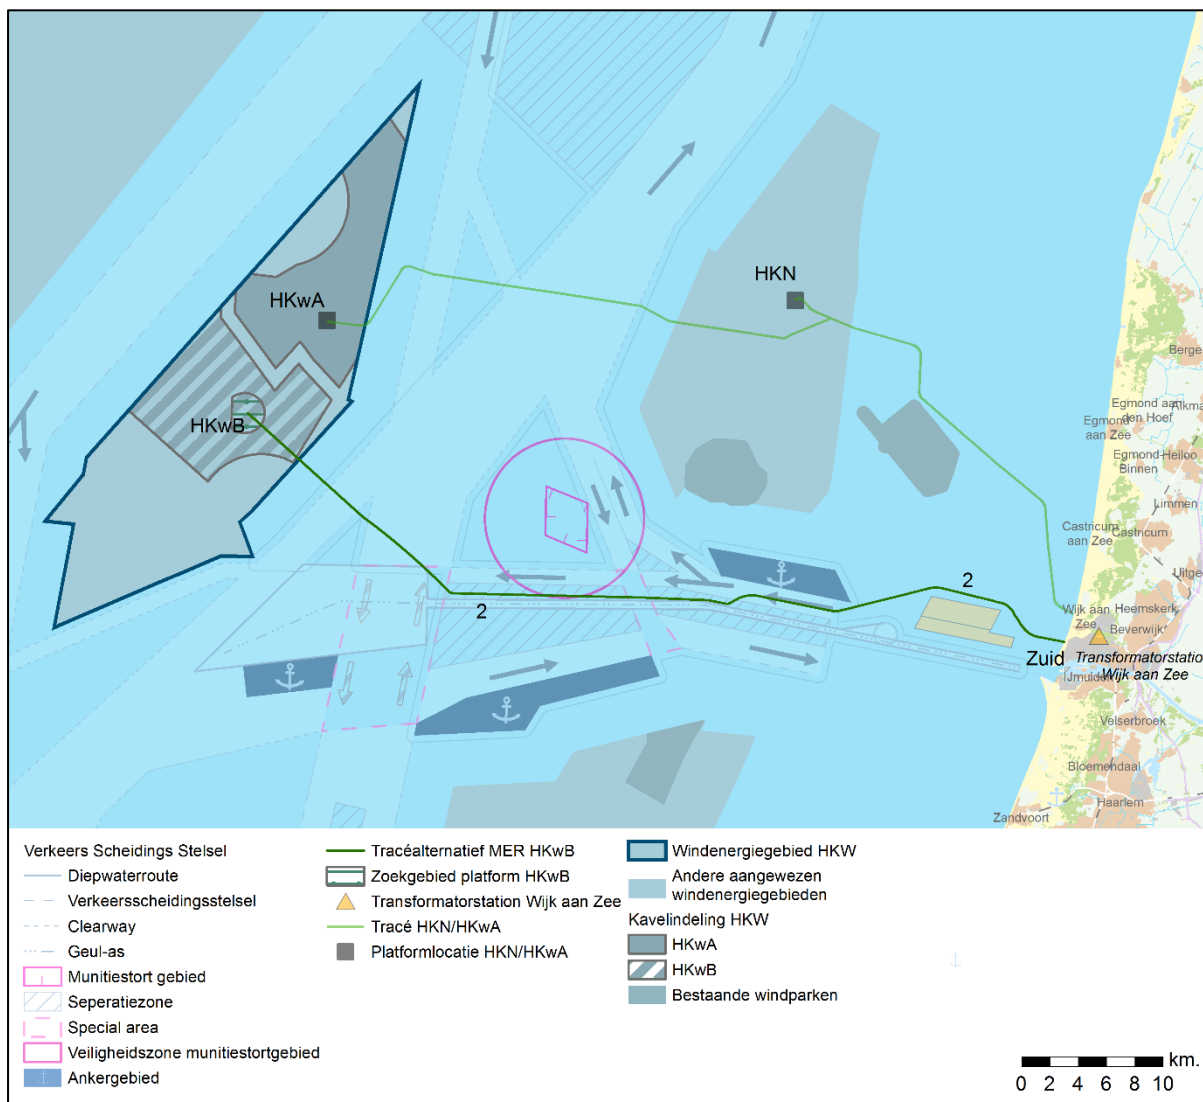 HKN
HKwA
HKwB
Berge
Egmond aan
den Hoef
Alkma
Egmond
aan Zee
Egmond-
Binnen
Heiloo
Limmen
Castricum
aan Zee
Castricum
Uitge
2
2
Wijk aan
Zee
Heemskerk
Beverwijk
Zuid
Transformatorstation
Wijk aan Zee
IJmuiden
Velserbroek
Bloemendaal
Haarlem
Zandvoort
Verkeers Scheidings Stelsel
Diepwaterroute
Verkeersscheidingsstelsel
Clearway
Geul-as
Munitiestort gebied
Seperatiezone
Special area
Veiligheidszone munitiestortgebied
Ankergebied
Tracéalternatief MER HKwB
Zoekgebied platform HKwB
Transformatorstation Wijk aan Zee
Tracé HKN/HKwA
Platformlocatie HKN/HKwA
Windenergiegebied HKW
Andere aangewezen
windenergiegebieden
Kavelindeling HKW
HKwA
HKwB
Bestaande windparken
km.
0 2 4 6 8 10